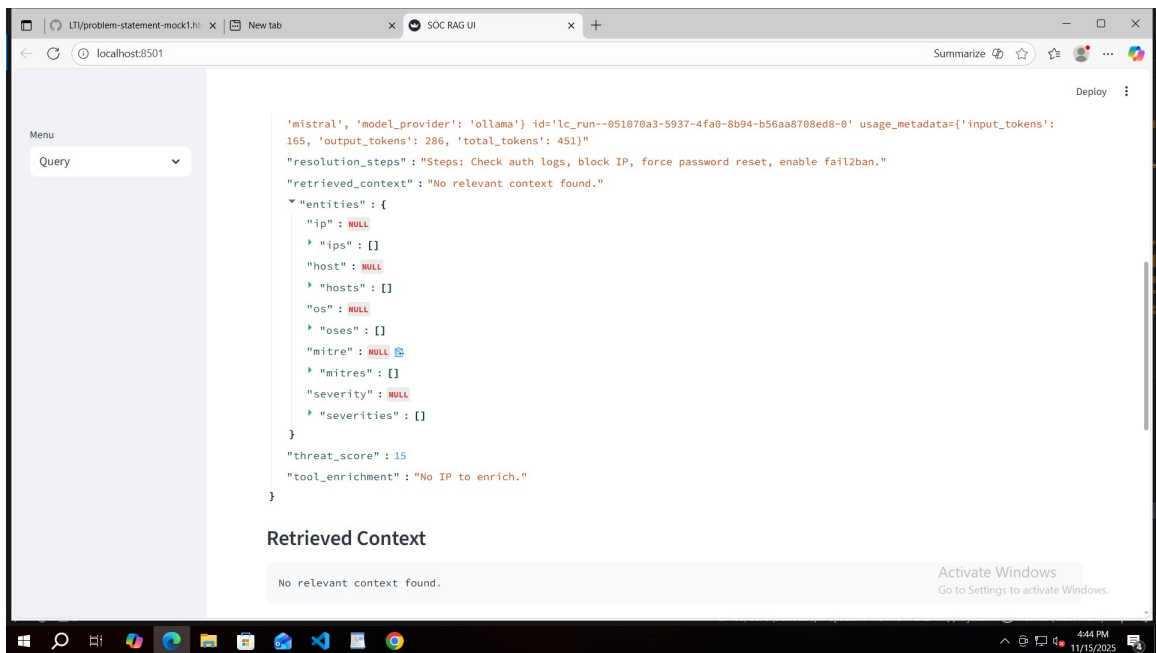 LTI/problem-statement-mock1.ht
New tab
SOC RAG UI
localhost:8501
Summarize
Deploy
Menu
Query
'mistral', 'model_provider': 'ollama'} id='lc_run--051070a3-5937-4fa0-8b94-b56aa8708ed8-0' usage_metadata={'input_tokens':
165, 'output_tokens': 286, 'total_tokens': 451}"
"resolution_steps" : "Steps: Check auth logs, block IP, force password reset, enable fail2ban."
"retrieved_context" : "No relevant context found."
"entities" : {
"ip" : NULL
"ips" : []
"host" : NULL
"hosts" : []
"os" : NULL
"oses" : []
"mitre" : NULL
"mitres" : []
"severity" : NULL
"severities" : []
}
"threat_score" : 15
"tool_enrichment" : "No IP to enrich."
}
Retrieved Context
No relevant context found.
Activate Windows
Go to Settings to activate Windows.
4:44 PM
11/15/2025
4